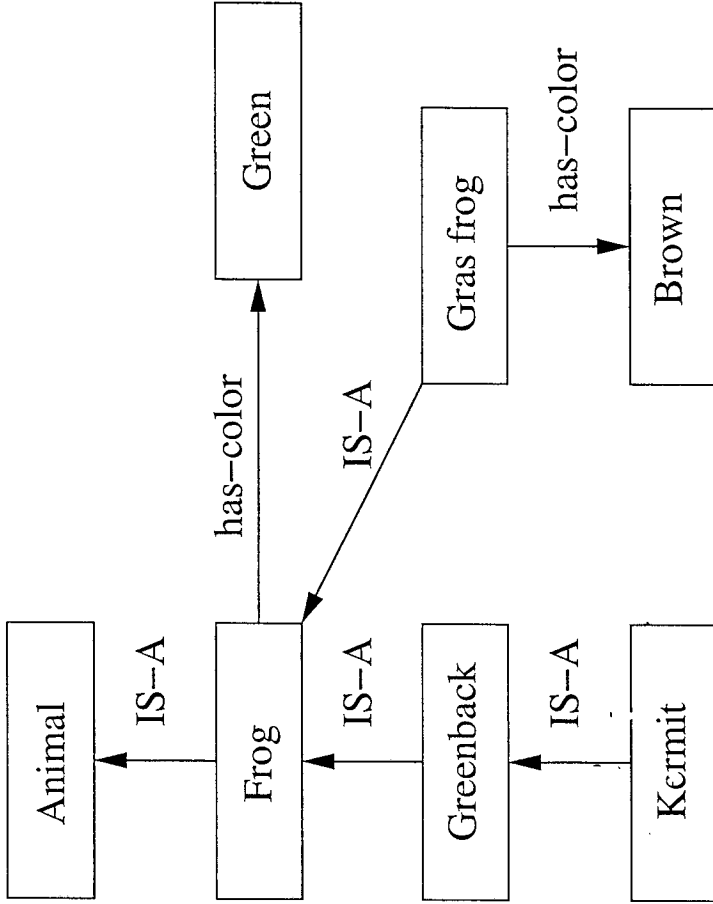 Animal
IS–A
Frog
has–color
Green
IS–A
IS–A
Greenback
Gras frog
IS–A
has–color
Kermit
Brown